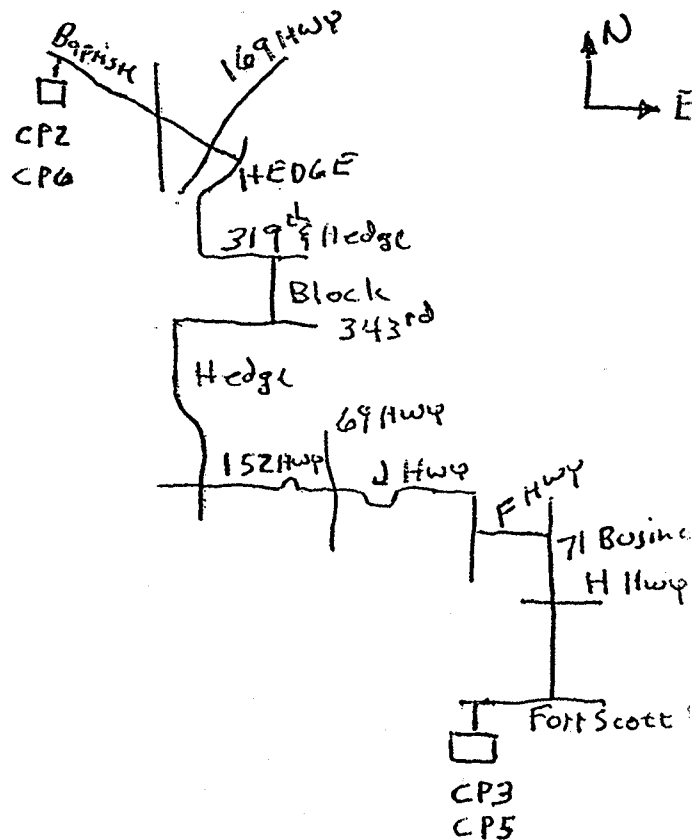 Baptist
169 HWY
N
E
CP2
CP6
HEDGE
319th & Hedge
Block
343rd
Hedge
69 HWY
152 HWY
J HWY
F HWY
71 Busine
H Hwy
Fort Scott
CP3
CP5